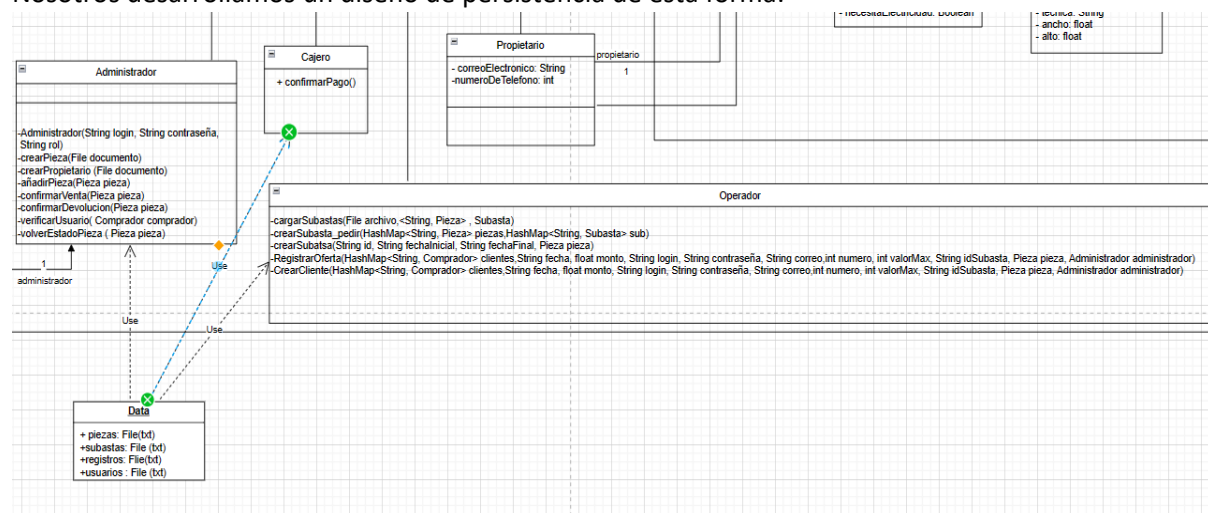 Nosotros desarrollamos un diseño de persistencia de esta forma:
- necesitaElectricidad: Boolean
- tecnica: String
- ancho: float
- alto: float
Administrador
-Administrador(String login, String contraseña,
String rol)
-crearPieza(File documento)
-crearPropietario (File documento)
-añadirPieza(Pieza pieza)
-confirmarVenta(Pieza pieza)
-confirmarDevolucion(Pieza pieza)
-verificarUsuario( Comprador comprador)
-volverEstadoPieza ( Pieza pieza)
1
administrador
Cajero
+ confirmarPago()
Propietario
- correoElectronico: String
-numeroDeTelefono: int
propietario
1
Operador
-cargarSubastas(File archivo,<String, Pieza> , Subasta)
-crearSubasta_pedir(HashMap<String, Pieza> piezas,HashMap<String, Subasta> sub)
-crearSubatsa(String id, String fechaInicial, String fechaFinal, Pieza pieza)
-RegistrarOferta(HashMap<String, Comprador> clientes,String fecha, float monto, String login, String contraseña, String correo,int numero, int valorMax, String idSubasta, Pieza pieza, Administrador administrador)
-CrearCliente(HashMap<String, Comprador> clientes,String fecha, float monto, String login, String contraseña, String correo,int numero, int valorMax, String idSubasta, Pieza pieza, Administrador administrador)
Use
Use
Use
Data
+ piezas: File(txt)
+subastas: File (txt)
+registros: Flie(txt)
+usuarios : File (txt)